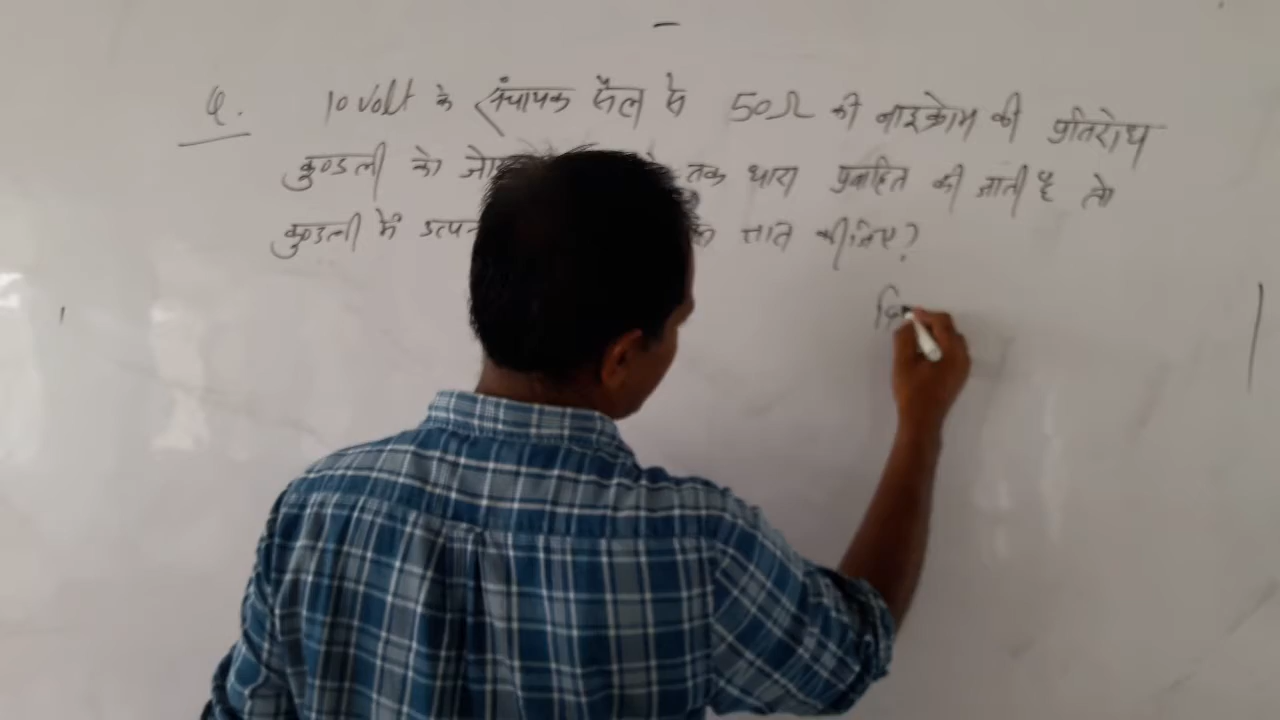 Q. 10 Volt के संचायक सैल से 50Ω की नाइक्रोम की प्रतिरोध
कुण्डली को तक धारा प्रवाहित की जाती है तो
कुण्डली में ज्ञात कीजिए?